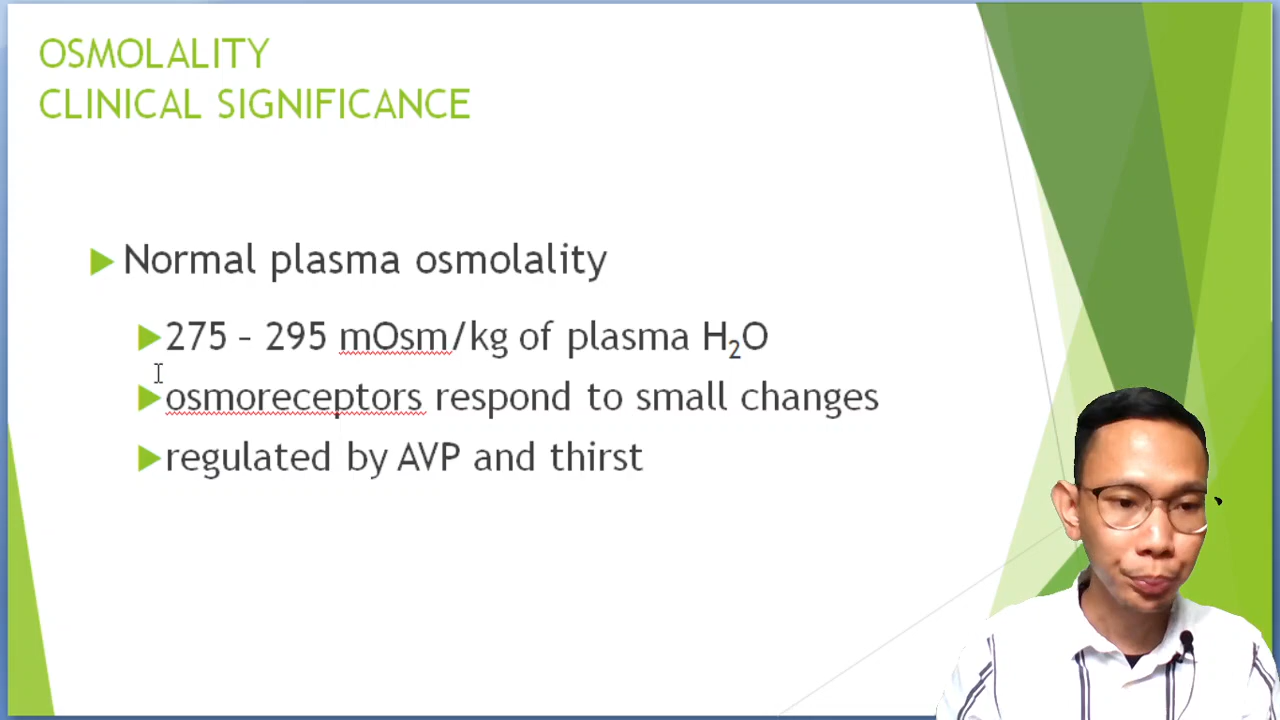 OSMOLALITY
CLINICAL SIGNIFICANCE
Normal plasma osmolality
275 – 295 mOsm/kg of plasma H₂O
osmoreceptors respond to small changes
regulated by AVP and thirst